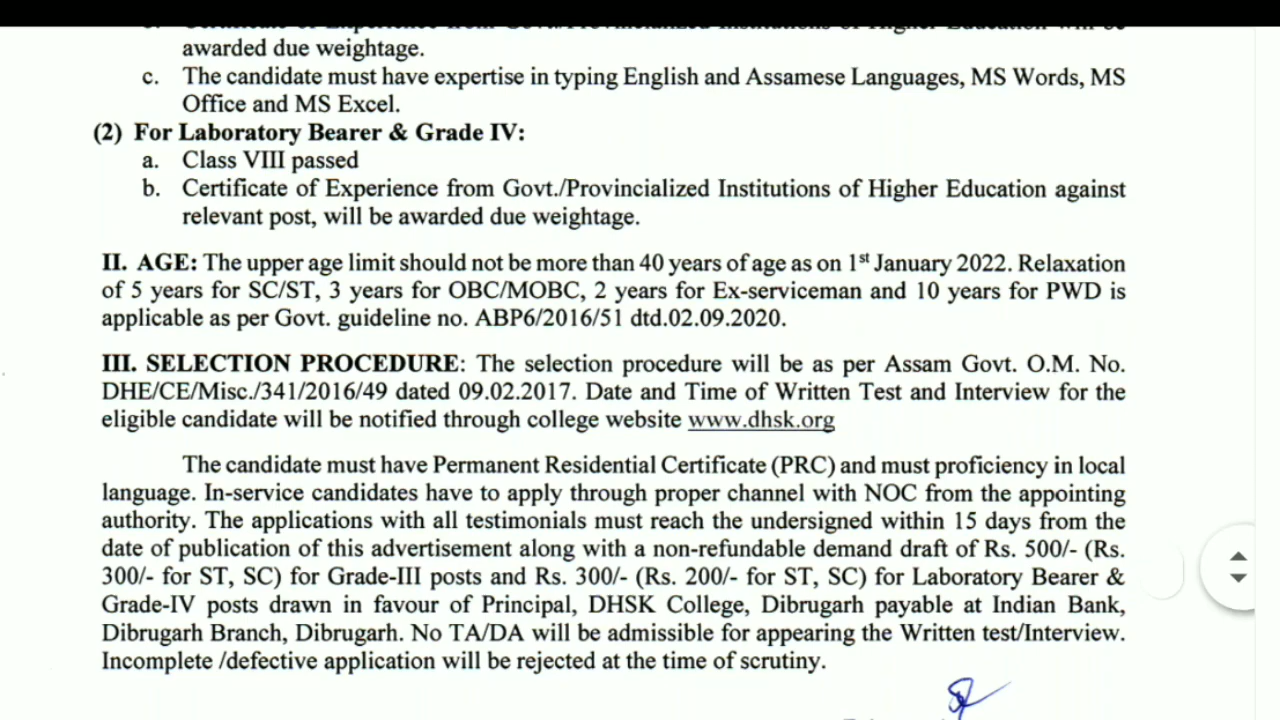 awarded due weightage.
c. The candidate must have expertise in typing English and Assamese Languages, MS Words, MS
Office and MS Excel.
(2) For Laboratory Bearer & Grade IV:
a. Class VIII passed
b. Certificate of Experience from Govt./Provincialized Institutions of Higher Education against
relevant post, will be awarded due weightage.
II. AGE: The upper age limit should not be more than 40 years of age as on 1st January 2022. Relaxation
of 5 years for SC/ST, 3 years for OBC/MOBC, 2 years for Ex-serviceman and 10 years for PWD is
applicable as per Govt. guideline no. ABP6/2016/51 dtd.02.09.2020.
III. SELECTION PROCEDURE: The selection procedure will be as per Assam Govt. O.M. No.
DHE/CE/Misc./341/2016/49 dated 09.02.2017. Date and Time of Written Test and Interview for the
eligible candidate will be notified through college website www.dhsk.org
The candidate must have Permanent Residential Certificate (PRC) and must proficiency in local
language. In-service candidates have to apply through proper channel with NOC from the appointing
authority. The applications with all testimonials must reach the undersigned within 15 days from the
date of publication of this advertisement along with a non-refundable demand draft of Rs. 500/- (Rs.
300/- for ST, SC) for Grade-III posts and Rs. 300/- (Rs. 200/- for ST, SC) for Laboratory Bearer &
Grade-IV posts drawn in favour of Principal, DHSK College, Dibrugarh payable at Indian Bank,
Dibrugarh Branch, Dibrugarh. No TA/DA will be admissible for appearing the Written test/Interview.
Incomplete /defective application will be rejected at the time of scrutiny.